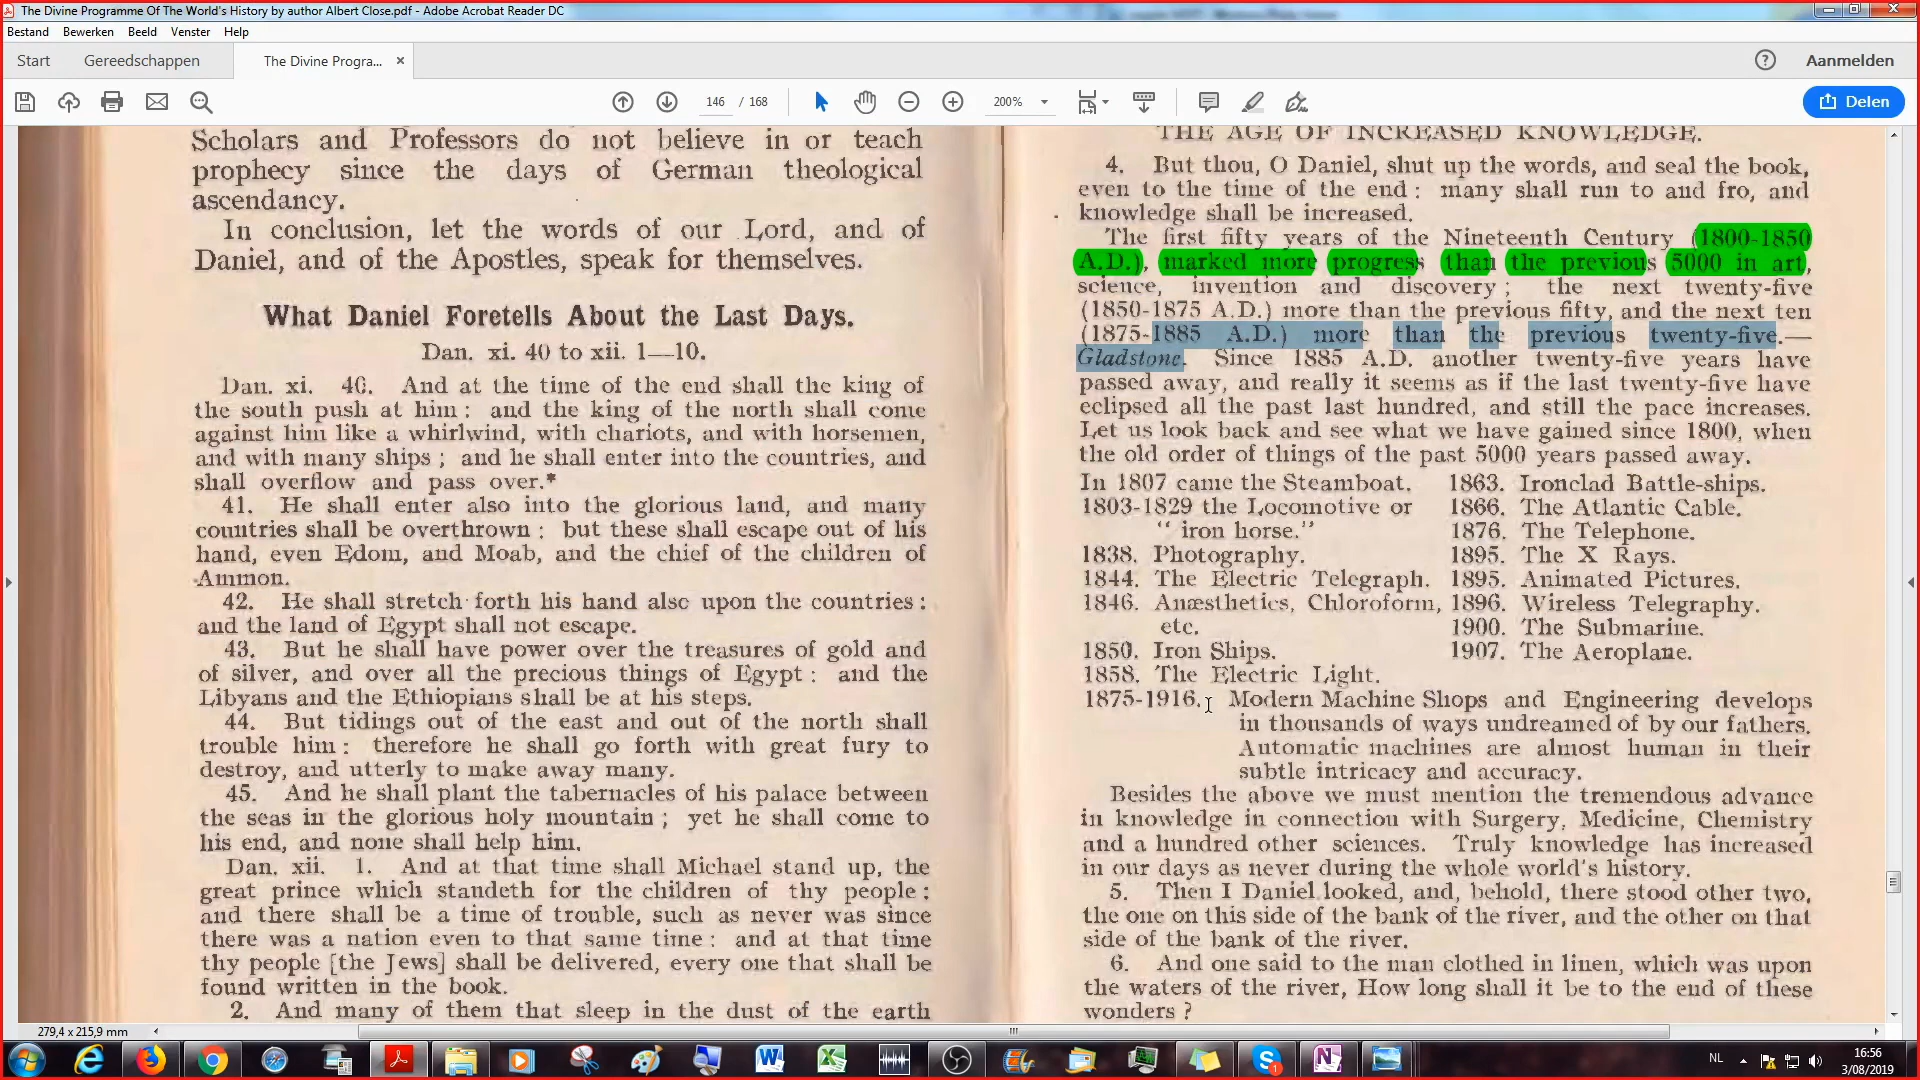 The Divine Programme Of The World's History by author Albert Close.pdf - Adobe Acrobat Reader DC
Bestand Bewerken Beeld Venster Help
Start Gereedschappen The Divine Progra... × Aanmelden
146 / 168 200% Delen
Scholars and Professors do not believe in or teach
prophecy since the days of German theological
ascendancy.
In conclusion, let the words of our Lord, and of
Daniel, and of the Apostles, speak for themselves.
What Daniel Foretells About the Last Days.
Dan. xi. 40 to xii. 1—10.
Dan. xi. 40. And at the time of the end shall the king of
the south push at him: and the king of the north shall come
against him like a whirlwind, with chariots, and with horsemen,
and with many ships; and he shall enter into the countries, and
shall overflow and pass over.*
41. He shall enter also into the glorious land, and many
countries shall be overthrown: but these shall escape out of his
hand, even Edom, and Moab, and the chief of the children of
Ammon.
42. He shall stretch forth his hand also upon the countries:
and the land of Egypt shall not escape.
43. But he shall have power over the treasures of gold and
of silver, and over all the precious things of Egypt: and the
Libyans and the Ethiopians shall be at his steps.
44. But tidings out of the east and out of the north shall
trouble him: therefore he shall go forth with great fury to
destroy, and utterly to make away many.
45. And he shall plant the tabernacles of his palace between
the seas in the glorious holy mountain; yet he shall come to
his end, and none shall help him.
Dan. xii. 1. And at that time shall Michael stand up, the
great prince which standeth for the children of thy people:
and there shall be a time of trouble, such as never was since
there was a nation even to that same time: and at that time
thy people [the Jews] shall be delivered, every one that shall be
found written in the book.
2. And many of them that sleep in the dust of the earth
THE AGE OF INCREASED KNOWLEDGE.
4. But thou, O Daniel, shut up the words, and seal the book,
even to the time of the end: many shall run to and fro, and
knowledge shall be increased.
The first fifty years of the Nineteenth Century (1800-1850
A.D.), marked more progress than the previous 5000 in art,
science, invention and discovery; the next twenty-five
(1850-1875 A.D.) more than the previous fifty, and the next ten
(1875-1885 A.D.) more than the previous twenty-five.—
Gladstone. Since 1885 A.D. another twenty-five years have
passed away, and really it seems as if the last twenty-five have
eclipsed all the past last hundred, and still the pace increases.
Let us look back and see what we have gained since 1800, when
the old order of things of the past 5000 years passed away.
In 1807 came the Steamboat.
1803-1829 the Locomotive or
"iron horse."
1838. Photography.
1844. The Electric Telegraph.
1846. Anæsthetics, Chloroform,
etc.
1850. Iron Ships.
1858. The Electric Light.
1863. Ironclad Battle-ships.
1866. The Atlantic Cable.
1876. The Telephone.
1895. The X Rays.
1895. Animated Pictures.
1896. Wireless Telegraphy.
1900. The Submarine.
1907. The Aeroplane.
1875-1916. Modern Machine Shops and Engineering develops
in thousands of ways undreamed of by our fathers.
Automatic machines are almost human in their
subtle intricacy and accuracy.
Besides the above we must mention the tremendous advance
in knowledge in connection with Surgery, Medicine, Chemistry
and a hundred other sciences. Truly knowledge has increased
in our days as never during the whole world's history.
5. Then I Daniel looked, and, behold, there stood other two,
the one on this side of the bank of the river, and the other on that
side of the bank of the river.
6. And one said to the man clothed in linen, which was upon
the waters of the river, How long shall it be to the end of these
wonders?
279,4 x 215,9 mm
NL
16:56
3/08/2019